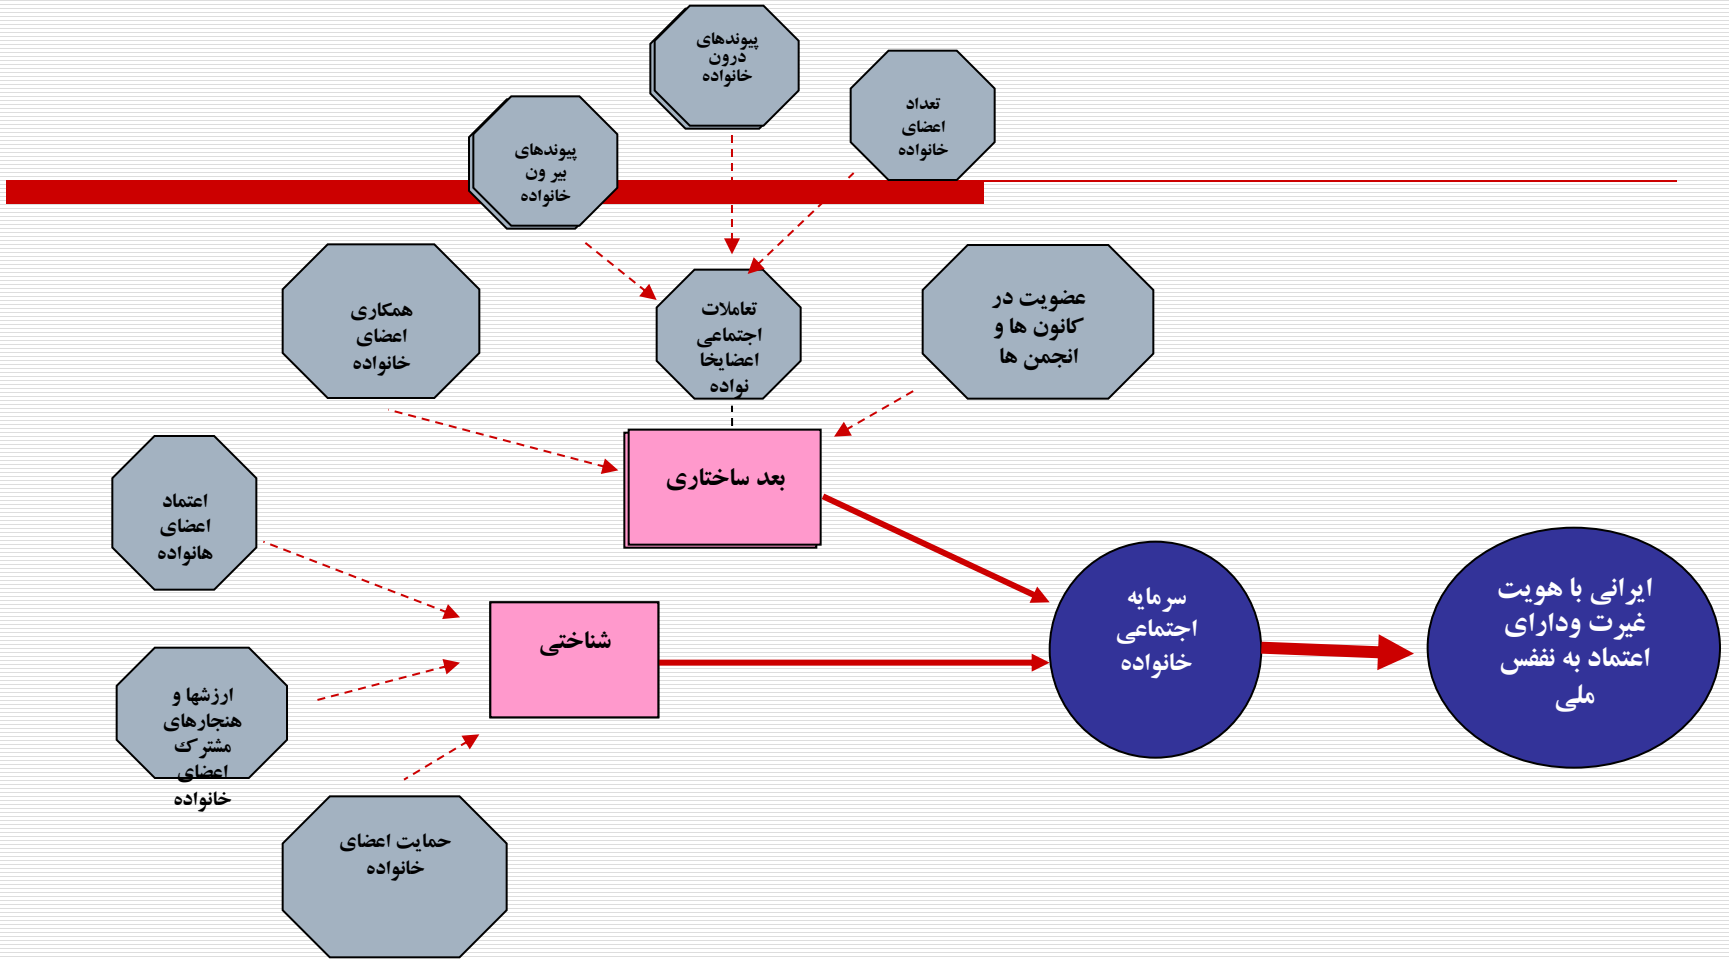 پیوندهای
درون
خانواده
تعداد
اعضای
خانواده
پیوندهای
بیر ون
خانواده
همکاری
اعضای
خانواده
تعاملات
اجتماعی
اعضایخا
نواده
عضویت در
کانون ها و
انجمن ها
بعد ساختاری
اعتماد
اعضای
هانواده
شناختی
ارزشها و
هنجارهای
مشترک
اعضای
خانواده
حمایت اعضای
خانواده
سرمایه
اجتماعی
خانواده
ایرانی با هویت
غیرت ودارای
اعتماد به نففس
ملی